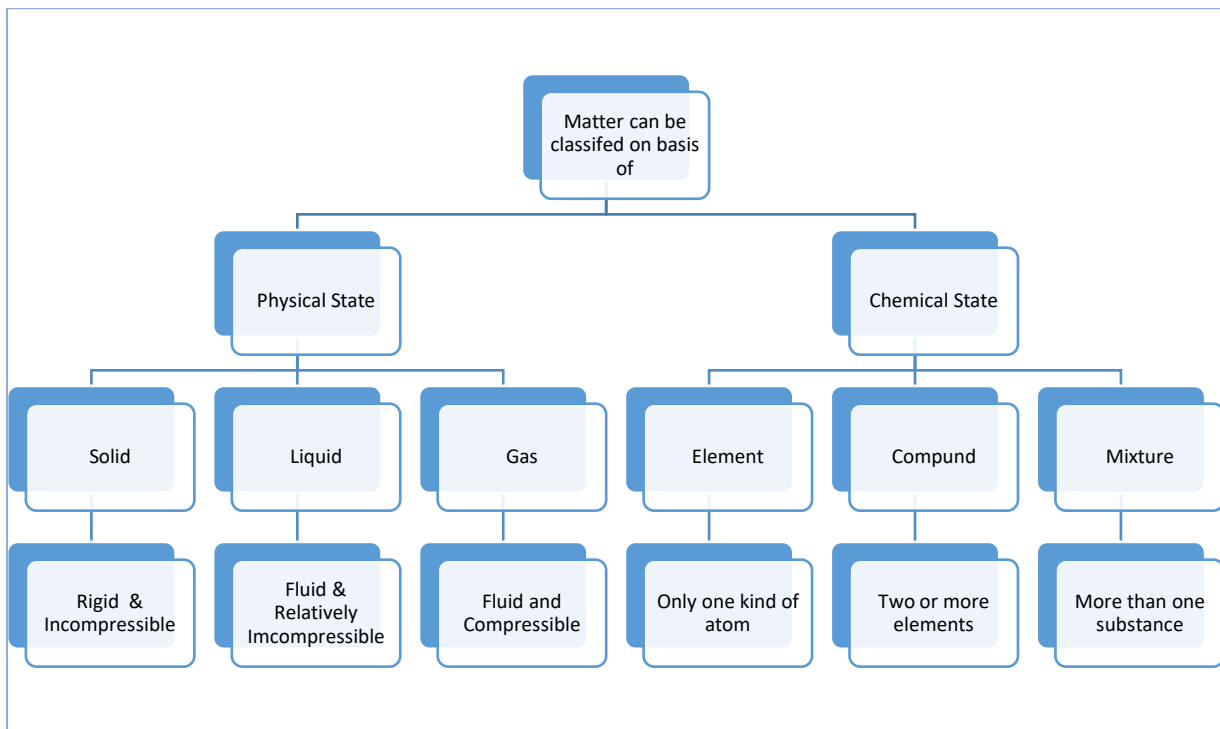 Matter can be
classifed on basis
of
Physical State
Chemical State
Solid
Liquid
Gas
Element
Compund
Mixture
Rigid &
Incompressible
Fluid &
Relatively
Imcompressible
Fluid and
Compressible
Only one kind of
atom
Two or more
elements
More than one
substance